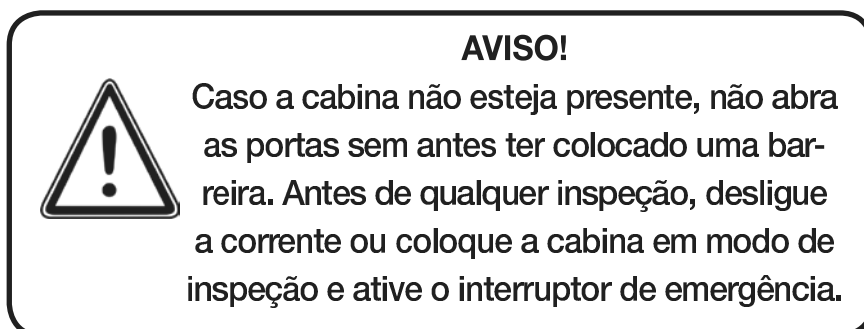 AVISO!
Caso a cabina não esteja presente, não abra
as portas sem antes ter colocado uma bar-
reira. Antes de qualquer inspeção, desligue
a corrente ou coloque a cabina em modo de
inspeção e ative o interruptor de emergência.